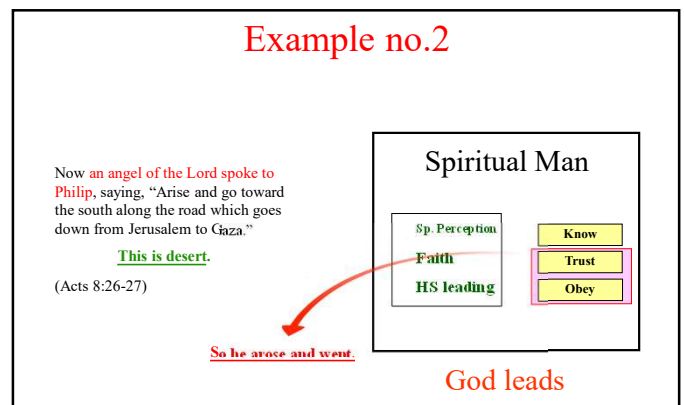 Example no.2
Now an angel of the Lord spoke to
Philip, saying, “Arise and go toward
the south along the road which goes
down from Jerusalem to Gaza.”
This is desert.
(Acts 8:26-27)
So he arose and went.
Spiritual Man
Sp. Perception
Faith
HS leading
Know
Trust
Obey
God leads